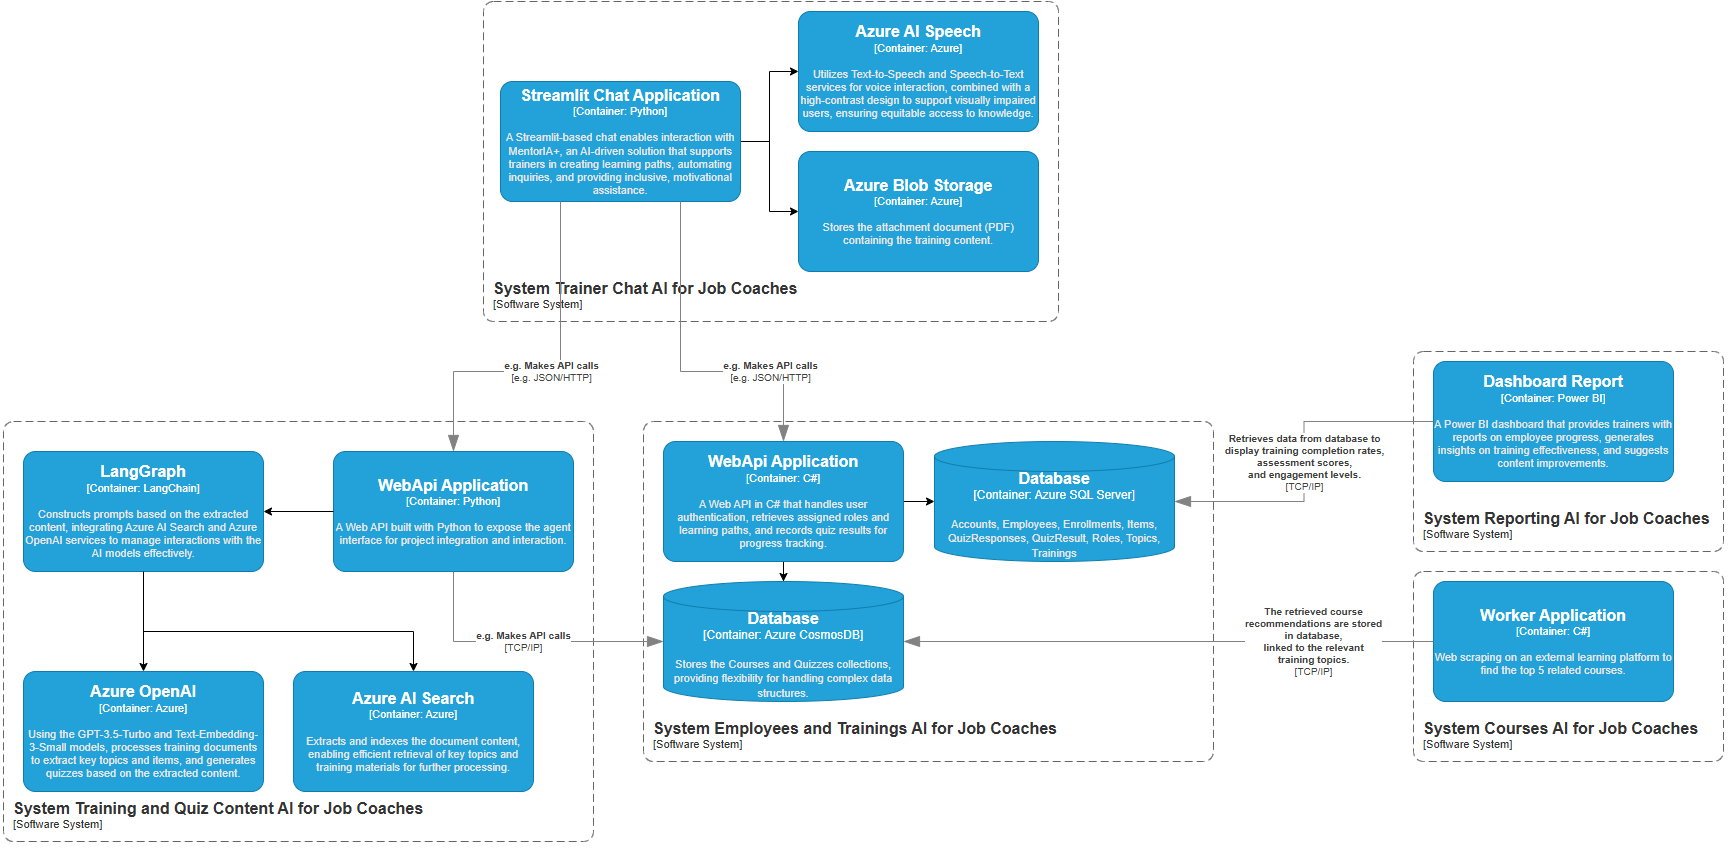 Azure AI Speech
[Container: Azure]
Utilizes Text-to-Speech and Speech-to-Text
services for voice interaction, combined with a
high-contrast design to support visually impaired
users, ensuring equitable access to knowledge.
Streamlit Chat Application
[Container: Python]
A Streamlit-based chat enables interaction with
MentorIA+, an AI-driven solution that supports
trainers in creating learning paths, automating
inquiries, and providing inclusive, motivational
assistance.
Azure Blob Storage
[Container: Azure]
Stores the attachment document (PDF)
containing the training content.
System Trainer Chat AI for Job Coaches
[Software System]
e.g. Makes API calls
[e.g. JSON/HTTP]
e.g. Makes API calls
[e.g. JSON/HTTP]
LangGraph
[Container: LangChain]
Constructs prompts based on the extracted
content, integrating Azure AI Search and Azure
OpenAI services to manage interactions with the
AI models effectively.
WebApi Application
[Container: Python]
A Web API built with Python to expose the agent
interface for project integration and interaction.
Azure OpenAI
[Container: Azure]
Using the GPT-3.5-Turbo and Text-Embedding-
3-Small models, processes training documents
to extract key topics and items, and generates
quizzes based on the extracted content.
Azure AI Search
[Container: Azure]
Extracts and indexes the document content,
enabling efficient retrieval of key topics and
training materials for further processing.
System Training and Quiz Content AI for Job Coaches
[Software System]
e.g. Makes API calls
[TCP/IP]
WebApi Application
[Container: C#]
A Web API in C# that handles user
authentication, retrieves assigned roles and
learning paths, and records quiz results for
progress tracking.
Database
[Container: Azure SQL Server]
Accounts, Employees, Enrollments, Items,
QuizResponses, QuizResult, Roles, Topics,
Trainings
Database
[Container: Azure CosmosDB]
Stores the Courses and Quizzes collections,
providing flexibility for handling complex data
structures.
System Employees and Trainings AI for Job Coaches
[Software System]
Retrieves data from database to
display training completion rates,
assessment scores,
and engagement levels.
[TCP/IP]
Dashboard Report
[Container: Power BI]
A Power BI dashboard that provides trainers with
reports on employee progress, generates
insights on training effectiveness, and suggests
content improvements.
System Reporting AI for Job Coaches
[Software System]
The retrieved course
recommendations are stored
in database,
linked to the relevant
training topics.
[TCP/IP]
Worker Application
[Container: C#]
Web scraping on an external learning platform to
find the top 5 related courses.
System Courses AI for Job Coaches
[Software System]